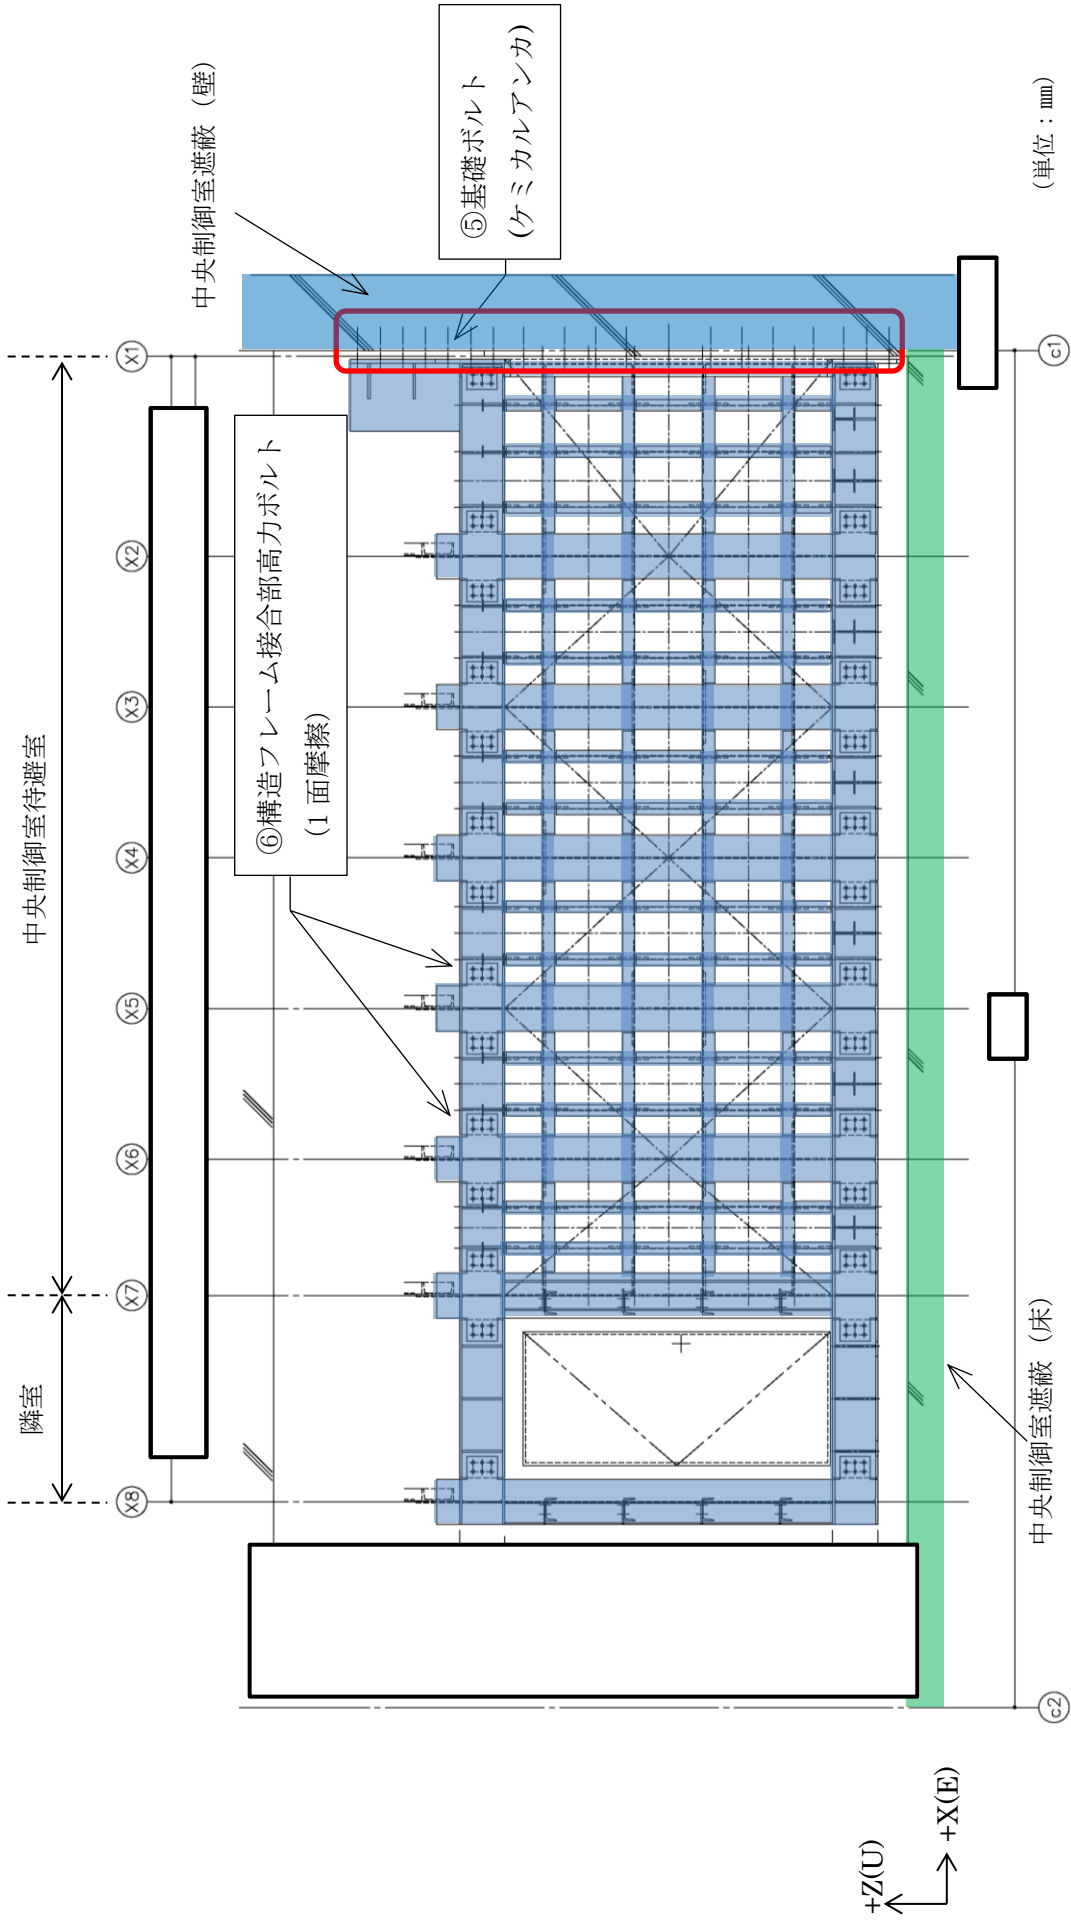 隣室
中央制御室待避室
X8
X7
X6
X5
X4
X3
X2
X1
中央制御室遮蔽（壁）
⑥構造フレーム接合部高力ボルト
(1 面摩擦)
⑤基礎ボルト
(ケミカルアンカ)
中央制御室遮蔽（床）
c2
c1
(単位：㎜)
+Z(U)
+X(E)